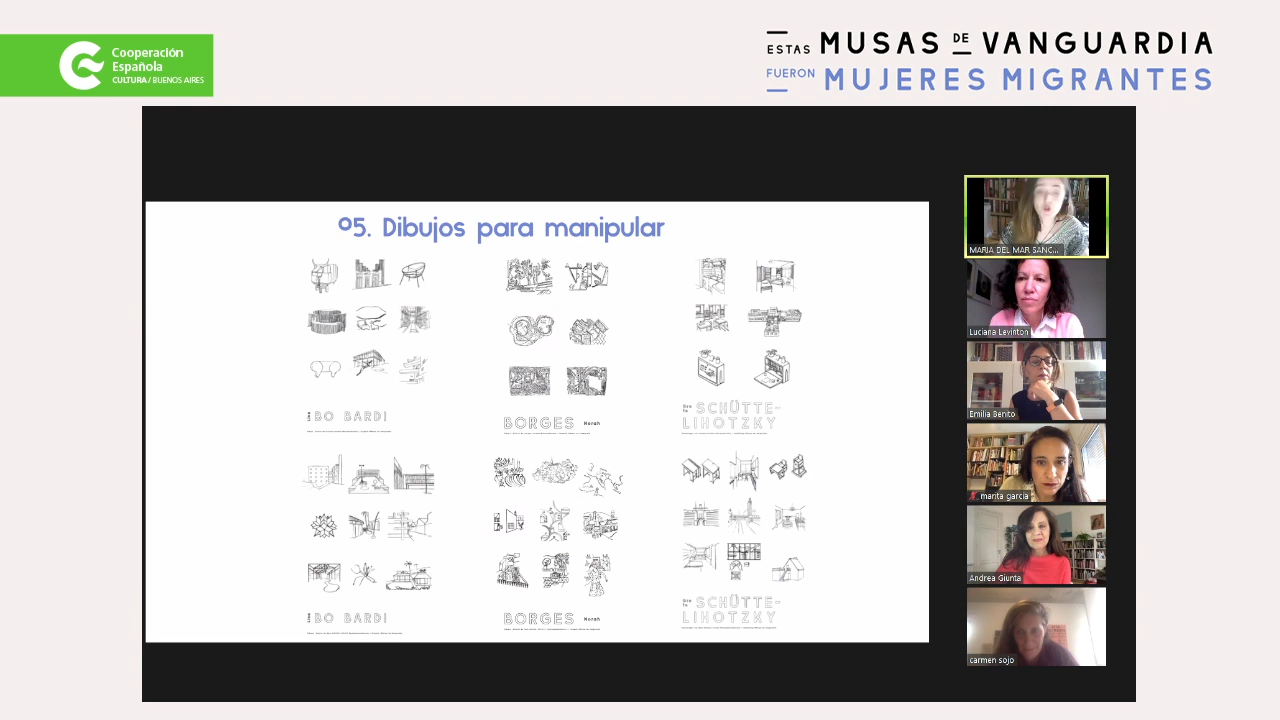 Cooperación
Española
CULTURA / BUENOS AIRES
ESTAS MUSAS DE VANGUARDIA
FUERON MUJERES MIGRANTES
05. Dibujos para manipular
BO BARDI
BORGES Norah
SCHÜTTE-
LIHOTZKY
BO BARDI
BORGES Norah
SCHÜTTE-
LIHOTZKY
MARIA DEL MAR SANC...
Luciana Levinton
Emilia Benito
marita garcia
Andrea Giunta
carmen sojo